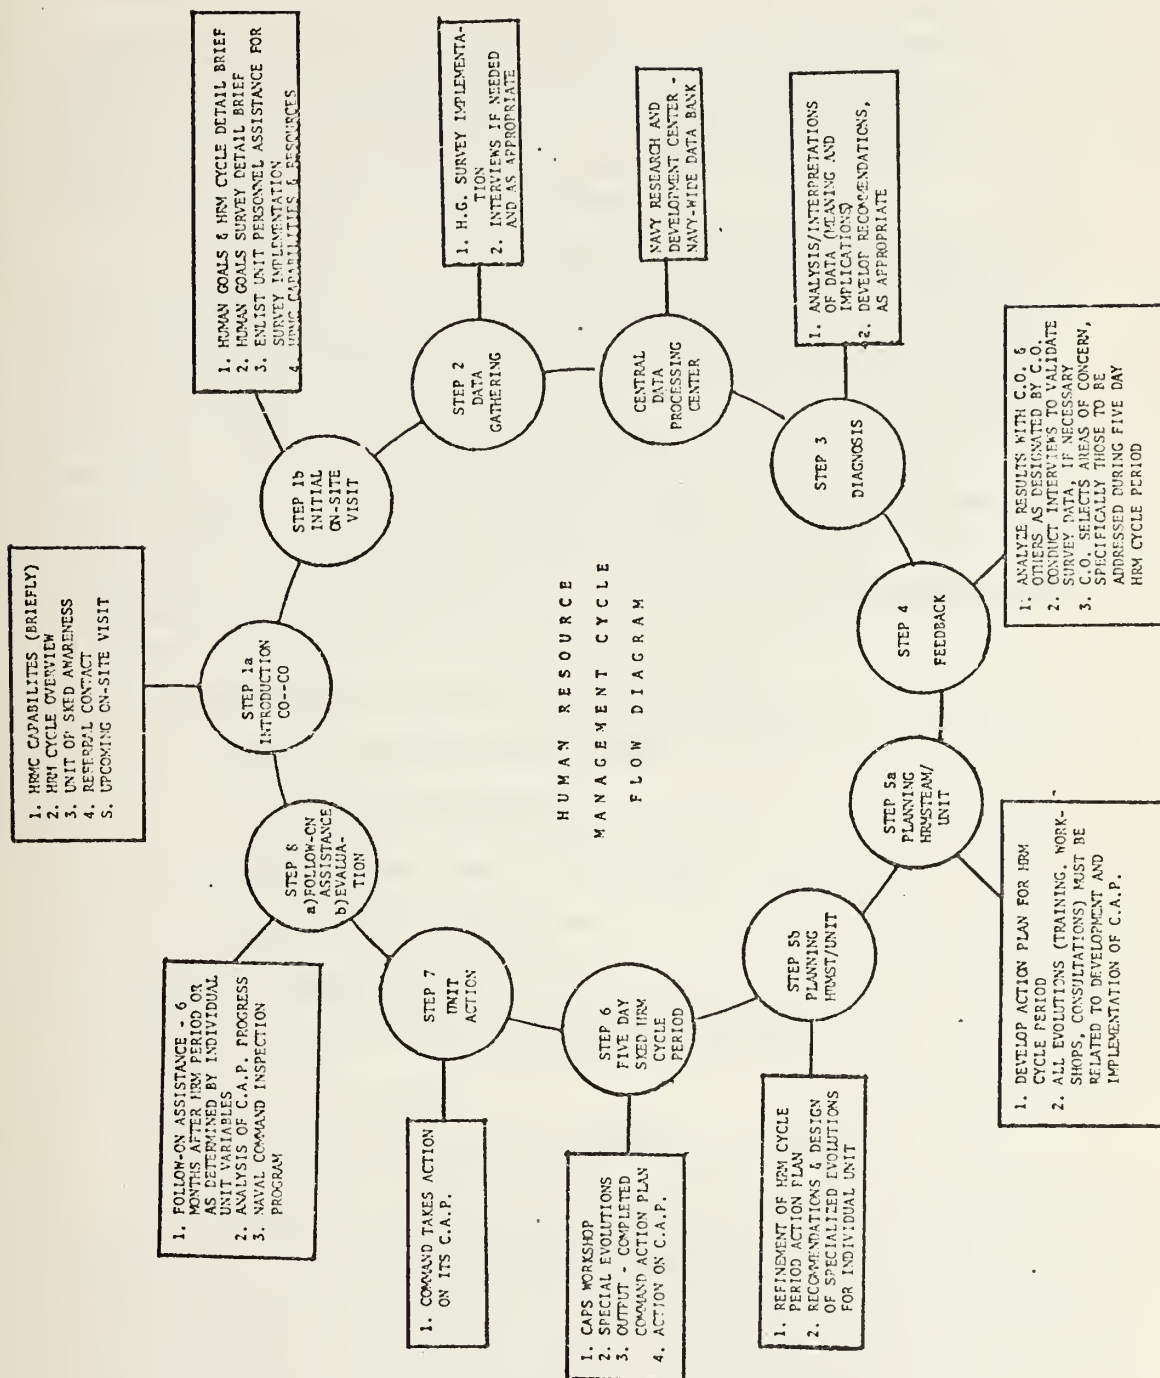 HUMAN RESOURCE
MANAGEMENT CYCLE
FLOW DIAGRAM
STEP 1a
INTRODUCTION
CO--CO
1. HRMC CAPABILITES (BRIEFLY)
2. HRM CYCLE OVERVIEW
3. UNIT OP SKED AWARENESS
4. REFERRAL CONTACT
5. UPCOMING ON-SITE VISIT
STEP 1b
INITIAL
ON-SITE
VISIT
1. HUMAN GOALS & HRM CYCLE DETAIL BRIEF
2. HUMAN GOALS SURVEY DETAIL BRIEF
3. ENLIST UNIT PERSONNEL ASSISTANCE FOR
SURVEY IMPLEMENTATION
4. HRMC CAPABILITIES & RESOURCES
STEP 2
DATA
GATHERING
1. H.G. SURVEY IMPLEMENTA-
TION
2. INTERVIEWS IF NEEDED
AND AS APPROPRIATE
CENTRAL
DATA
PROCESSING
CENTER
NAVY RESEARCH AND
DEVELOPMENT CENTER -
NAVY-WIDE DATA BANK
STEP 3
DIAGNOSIS
1. ANALYSIS/INTERPRETATIONS
OF DATA (MEANING AND
IMPLICATIONS)
2. DEVELOP RECOMMENDATIONS,
AS APPROPRIATE
STEP 4
FEEDBACK
1. ANALYZE RESULTS WITH C.O. &
OTHERS AS DESIGNATED BY C.O.
2. CONDUCT INTERVIEWS TO VALIDATE
SURVEY DATA, IF NECESSARY
3. C.O. SELECTS AREAS OF CONCERN,
SPECIFICALLY THOSE TO BE
ADDRESSED DURING FIVE DAY
HRM CYCLE PERIOD
STEP 5a
PLANNING
HRMSTEAM/
UNIT
1. DEVELOP ACTION PLAN FOR HRM
CYCLE PERIOD
2. ALL EVOLUTIONS (TRAINING, WORK-
SHOPS, CONSULTATIONS) MUST BE
RELATED TO DEVELOPMENT AND
IMPLEMENTATION OF C.A.P.
STEP 5b
PLANNING
HRMST/UNIT
1. REFINEMENT OF HRM CYCLE
PERIOD ACTION PLAN
2. RECOMMENDATIONS & DESIGN
OF SPECIALIZED EVOLUTIONS
FOR INDIVIDUAL UNIT
STEP 6
FIVE DAY
SKED HRM
CYCLE
PERIOD
1. CAPS WORKSHOP
2. SPECIAL EVOLUTIONS
3. OUTPUT - COMPLETED
COMMAND ACTION PLAN
4. ACTION ON C.A.P.
STEP 7
UNIT
ACTION
1. COMMAND TAKES ACTION
ON ITS C.A.P.
STEP 8
a)FOLLOW-ON
ASSISTANCE
b)EVALUA-
TION
1. FOLLOW-ON ASSISTANCE - 6
MONTHS AFTER HRM PERIOD OR
AS DETERMINED BY INDIVIDUAL
UNIT VARIABLES
2. ANALYSIS OF C.A.P. PROGRESS
3. NAVAL COMMAND INSPECTION
PROGRAM